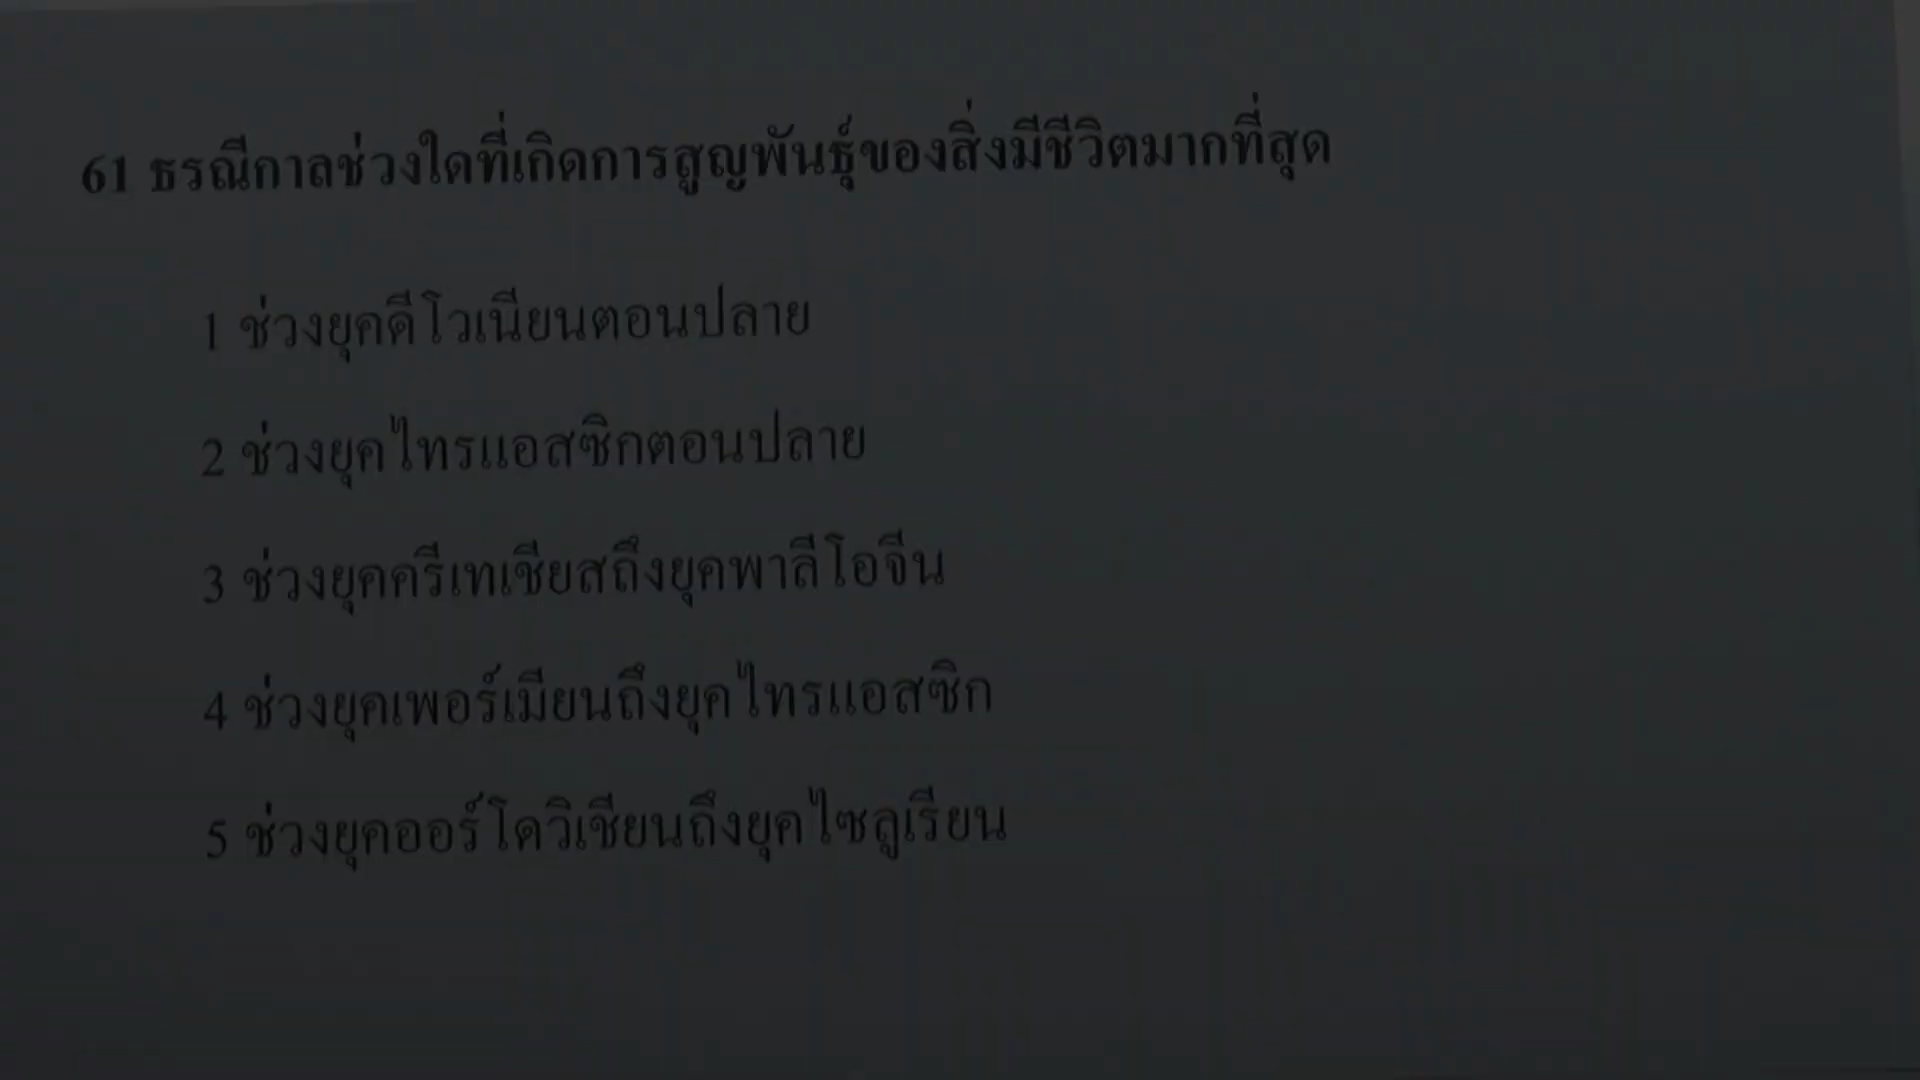 61 ธรณีกาลช่วงใดที่เกิดการสูญพันธุ์ของสิ่งมีชีวิตมากที่สุด
1 ช่วงยุคดีโวเนียนตอนปลาย
2 ช่วงยุคไทรแอสซิกตอนปลาย
3 ช่วงยุคครีเทเชียสถึงยุคพาลีโอจีน
4 ช่วงยุคเพอร์เมียนถึงยุคไทรแอสซิก
5 ช่วงยุคออร์โดวิเชียนถึงยุคไซลูเรียน